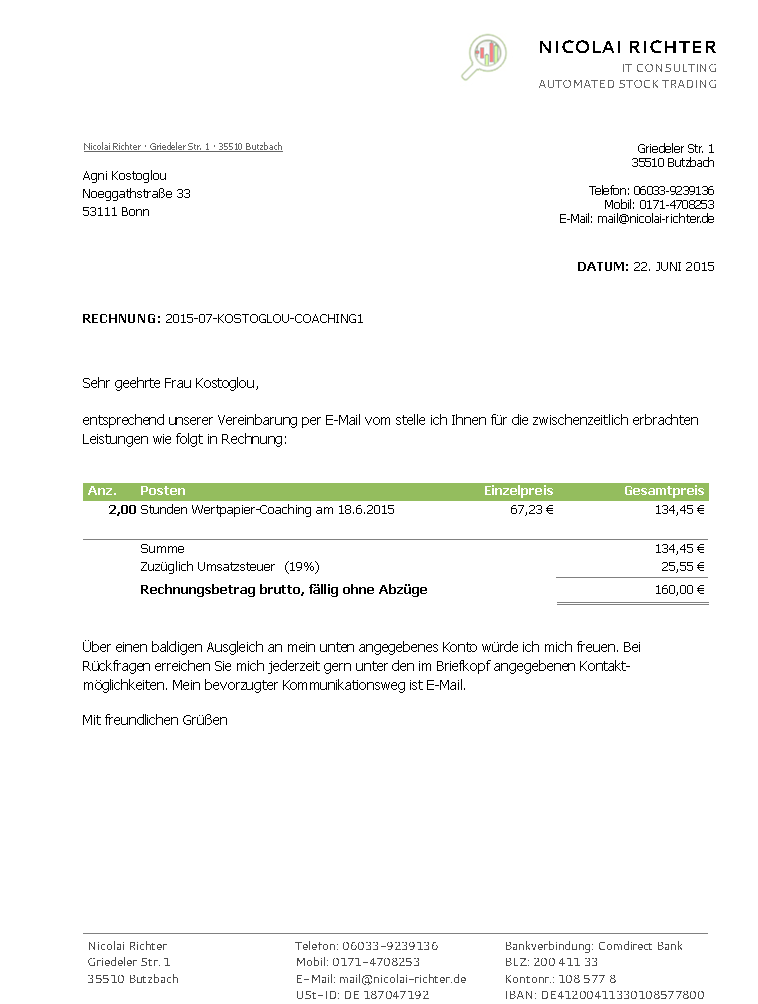 NICOLAI RICHTER
IT CONSULTING
AUTOMATED STOCK TRADING
Nicolai Richter · Griedeler Str. 1 · 35510 Butzbach
Agni Kostoglou
Noeggathstraße 33
53111 Bonn
Griedeler Str. 1
35510 Butzbach
Telefon: 06033-9239136
Mobil: 0171-4708253
E-Mail: mail@nicolai-richter.de
DATUM: 22. JUNI 2015
RECHNUNG: 2015-07-KOSTOGLOU-COACHING1
Sehr geehrte Frau Kostoglou,
entsprechend unserer Vereinbarung per E-Mail vom stelle ich Ihnen für die zwischenzeitlich erbrachten
Leistungen wie folgt in Rechnung:
Anz. Posten Einzelpreis Gesamtpreis
2,00 Stunden Wertpapier-Coaching am 18.6.2015 67,23 € 134,45 €
Summe 134,45 €
Zuzüglich Umsatzsteuer (19%) 25,55 €
Rechnungsbetrag brutto, fällig ohne Abzüge 160,00 €
Über einen baldigen Ausgleich an mein unten angegebenes Konto würde ich mich freuen. Bei
Rückfragen erreichen Sie mich jederzeit gern unter den im Briefkopf angegebenen Kontakt-
möglichkeiten. Mein bevorzugter Kommunikationsweg ist E-Mail.
Mit freundlichen Grüßen
Nicolai Richter Telefon: 06033-9239136 Bankverbindung: Comdirect Bank
Griedeler Str. 1 Mobil: 0171-4708253 BLZ: 200 411 33
35510 Butzbach E-Mail: mail@nicolai-richter.de Kontonr.: 108 577 8
USt-ID: DE 187047192 IBAN: DE41200411330108577800